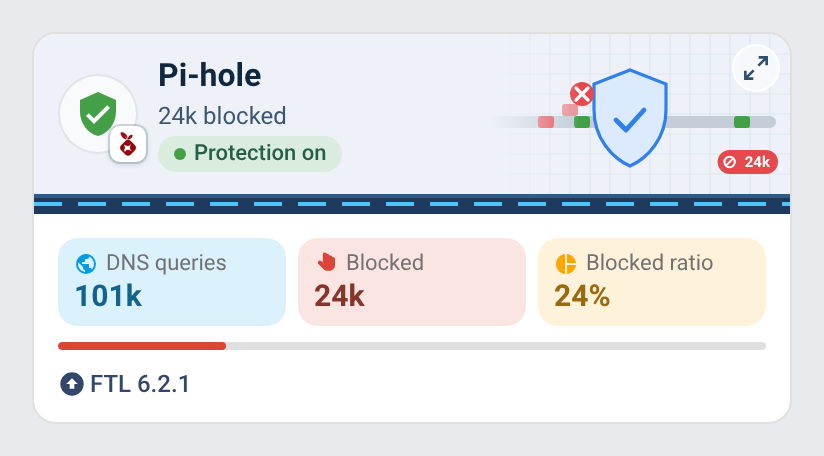 Pi-hole
24k blocked
Protection on
24k
DNS queries
101k
Blocked
24k
Blocked ratio
24%
FTL 6.2.1